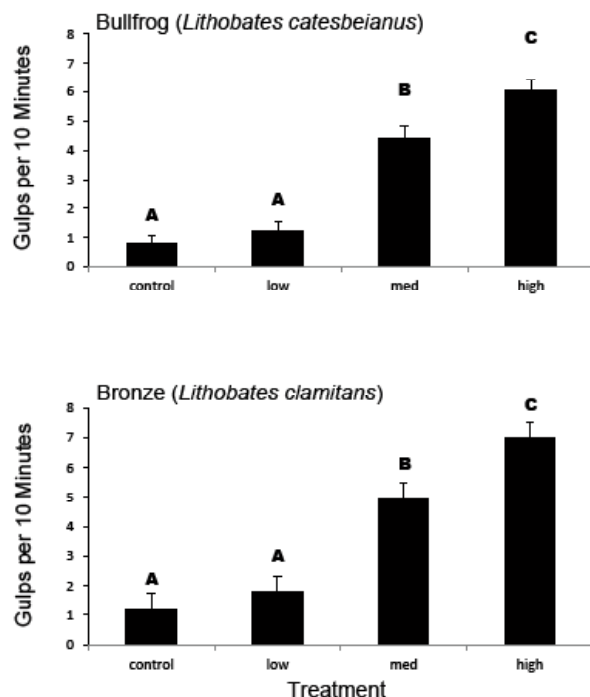 Bullfrog (Lithobates catesbeianus)
Gulps per 10 Minutes
8
7
6
5
4
3
2
1
0
A
A
B
C
control low med high
Bronze (Lithobates clamitans)
Gulps per 10 Minutes
8
7
6
5
4
3
2
1
0
A
A
B
C
control low med high
Treatment